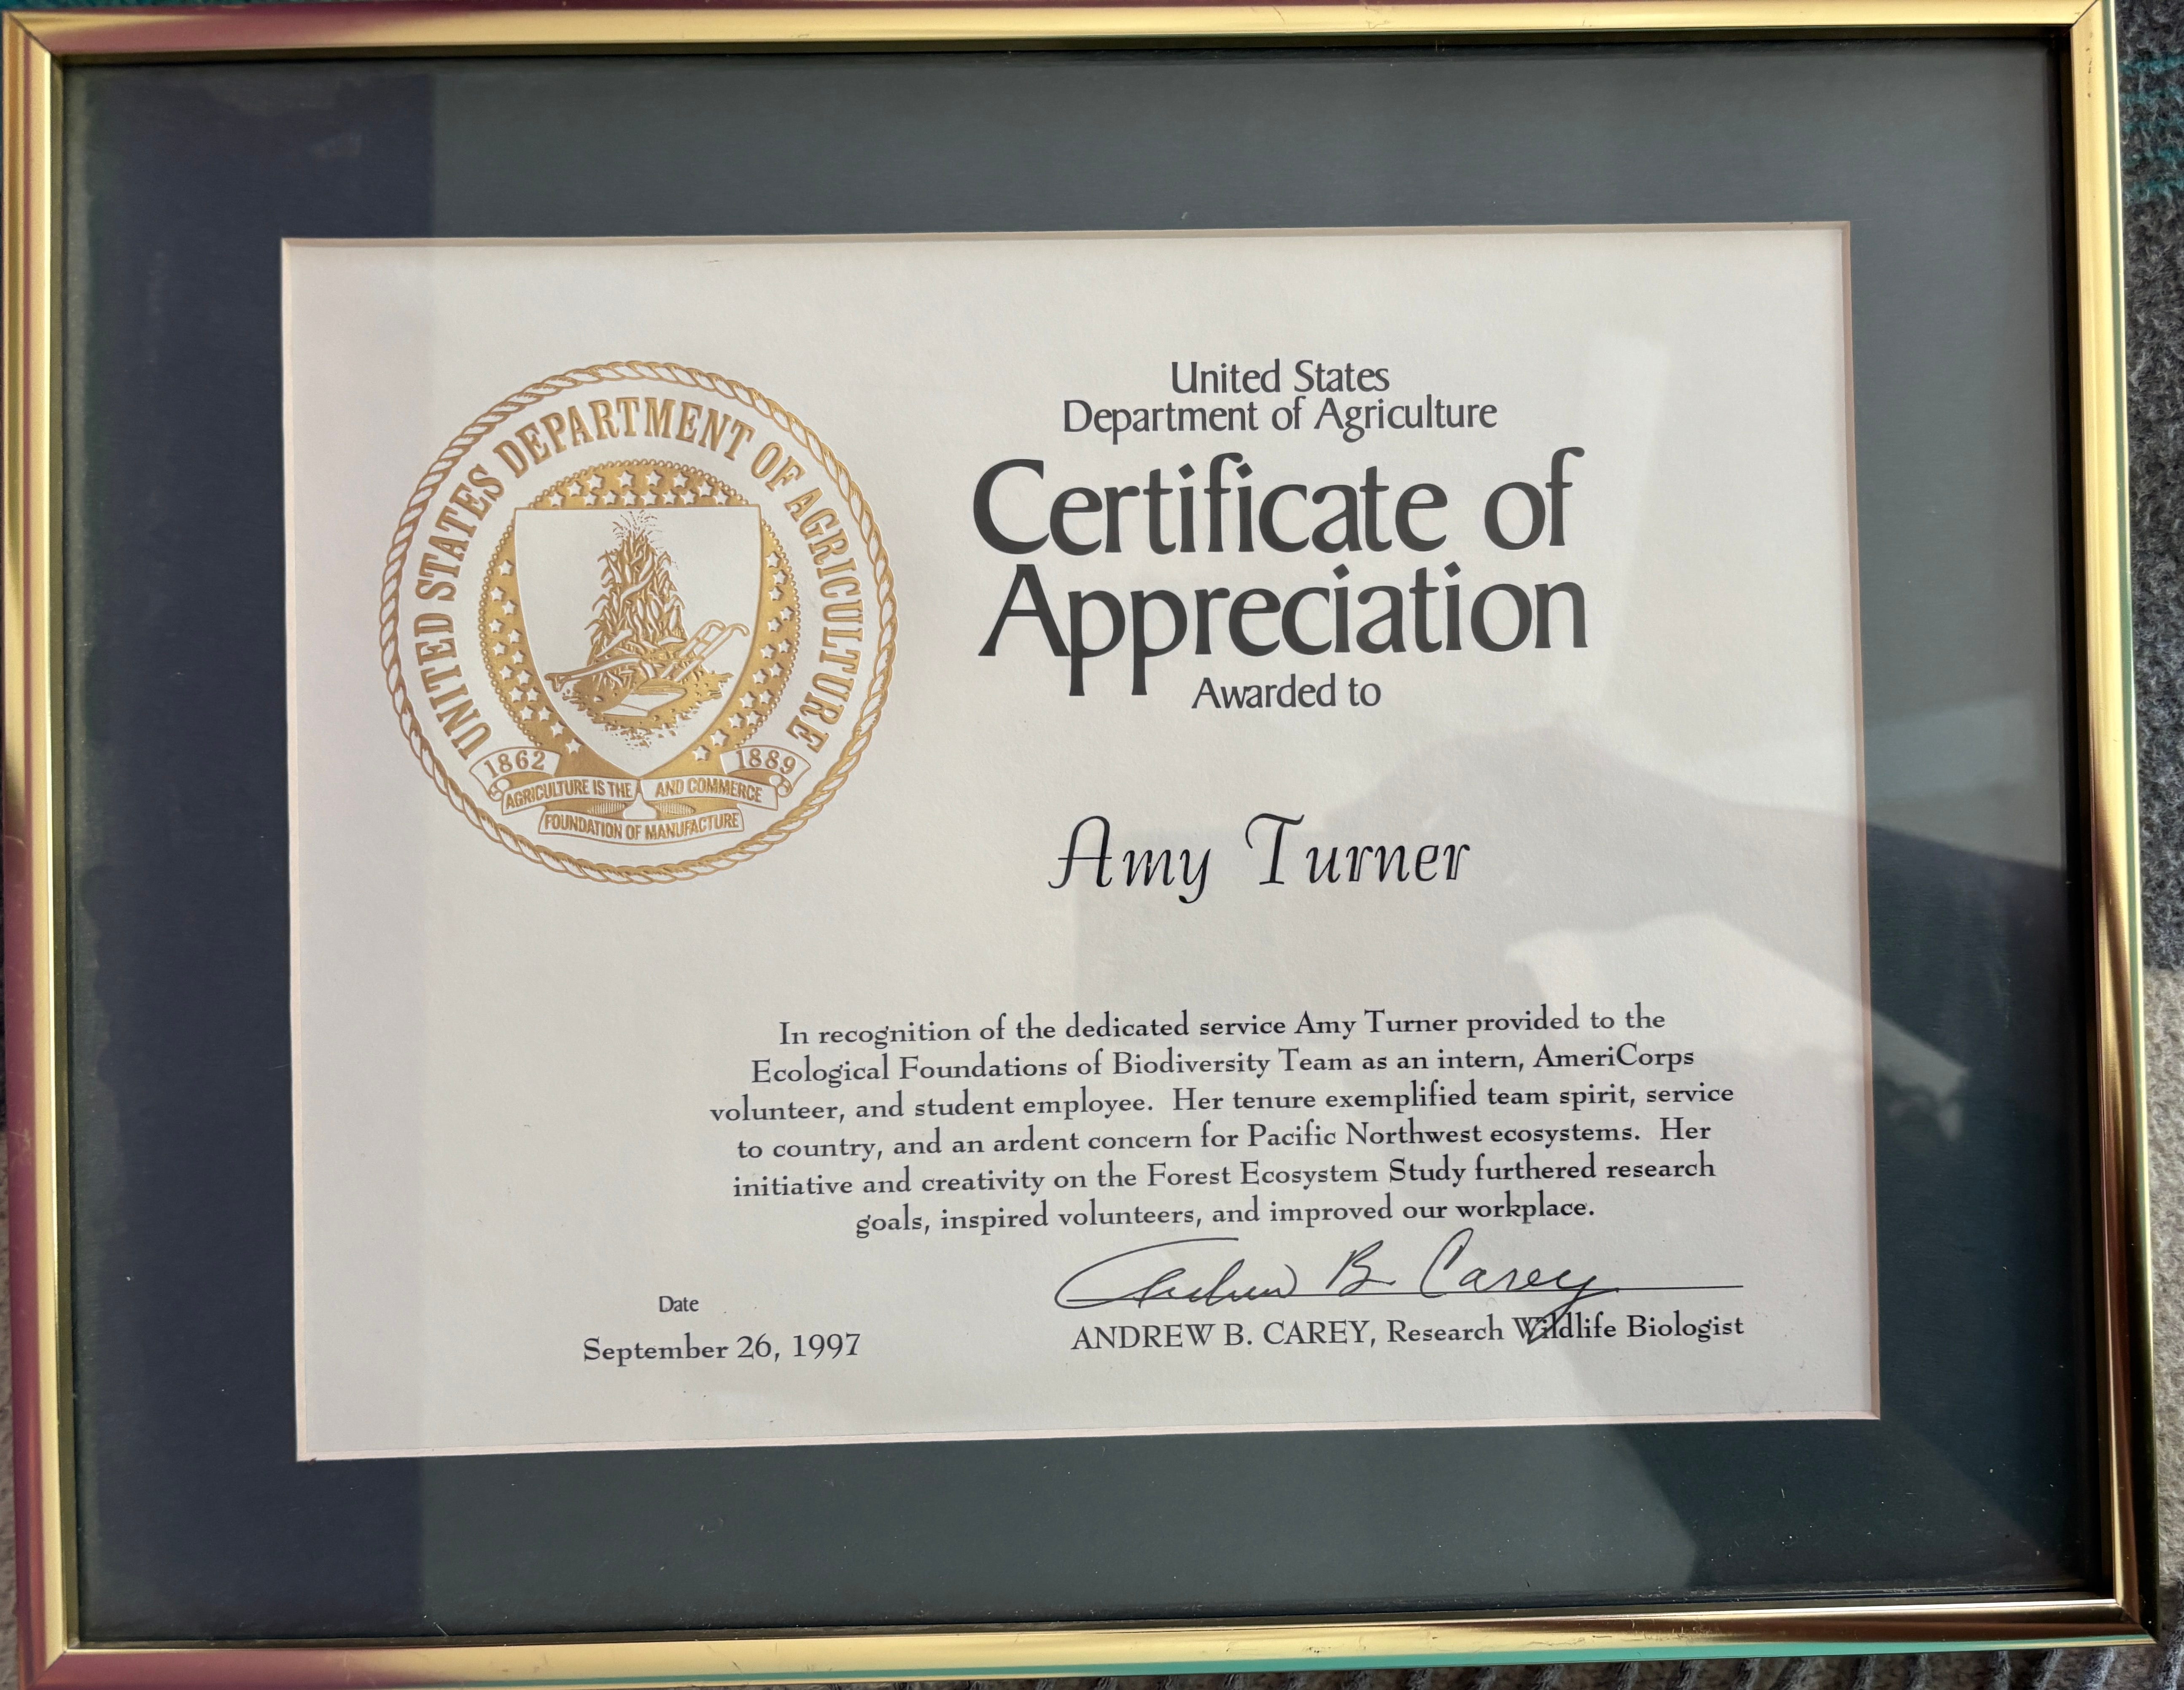 UNITED STATES DEPARTMENT OF AGRICULTURE
1862
1889
AGRICULTURE IS THE
AND COMMERCE
FOUNDATION OF MANUFACTURE
United States
Department of Agriculture
Certificate of
Appreciation
Awarded to
Amy Turner
In recognition of the dedicated service Amy Turner provided to the
Ecological Foundations of Biodiversity Team as an intern, AmeriCorps
volunteer, and student employee. Her tenure exemplified team spirit, service
to country, and an ardent concern for Pacific Northwest ecosystems. Her
initiative and creativity on the Forest Ecosystem Study furthered research
goals, inspired volunteers, and improved our workplace.
Andrew B. Carey
Date
September 26, 1997
ANDREW B. CAREY, Research Wildlife Biologist